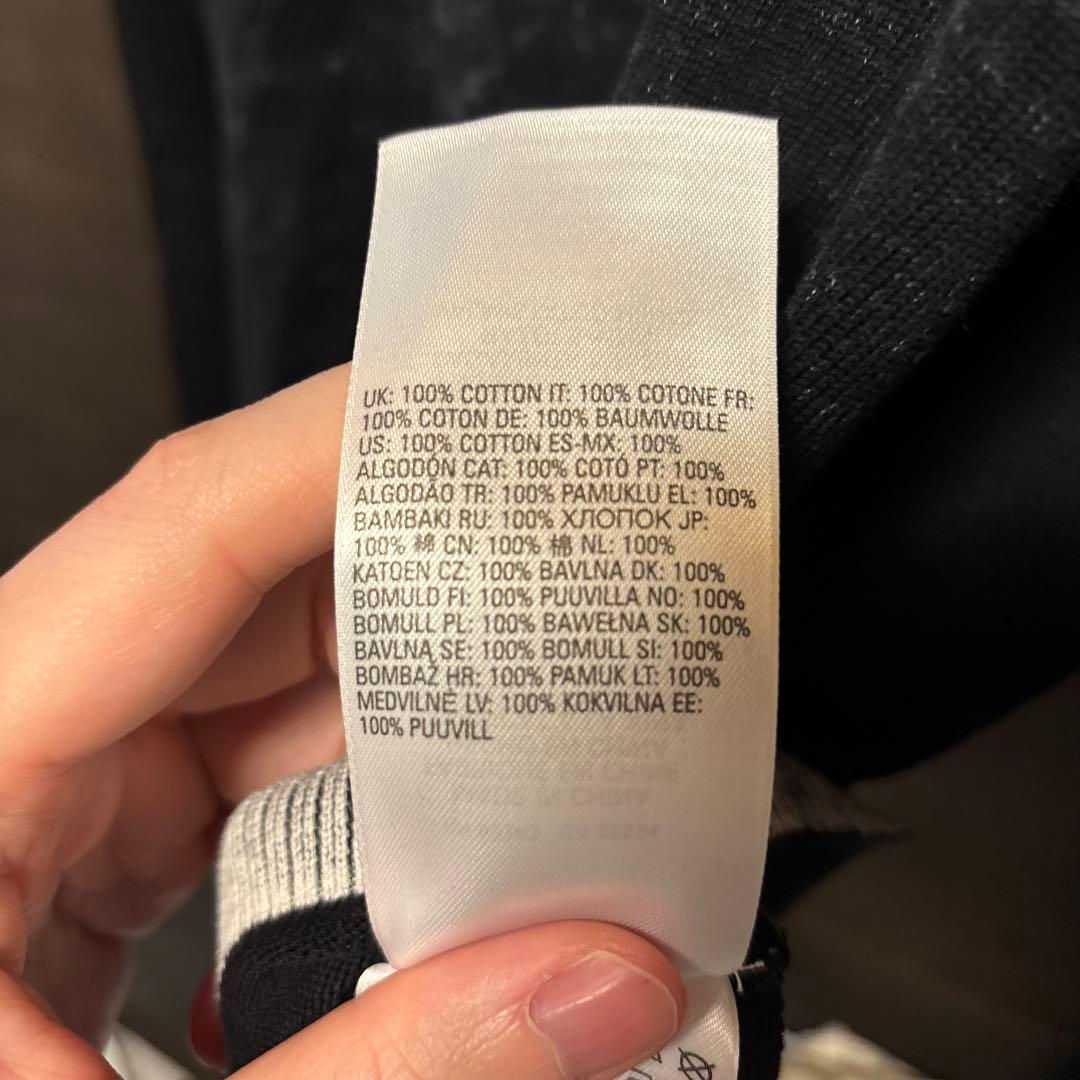 UK: 100% COTTON IT: 100% COTONE FR:
100% COTON DE: 100% BAUMWOLLE
US: 100% COTTON ES-MX: 100%
ALGODÓN CAT: 100% COTÓ PT: 100%
ALGODÃO TR: 100% PAMUKLU EL: 100%
BAMBAKI RU: 100% ХЛОПОК JP:
100% 綿 CN: 100% 棉 NL: 100%
KATOEN CZ: 100% BAVLNA DK: 100%
BOMULD FI: 100% PUUVILLA NO: 100%
BOMULL PL: 100% BAWEŁNA SK: 100%
BAVLNA SE: 100% BOMULL SI: 100%
BOMBAŽ HR: 100% PAMUK LT: 100%
MEDVILNĖ LV: 100% KOKVILNA EE:
100% PUUVILL
MADE IN CHINA